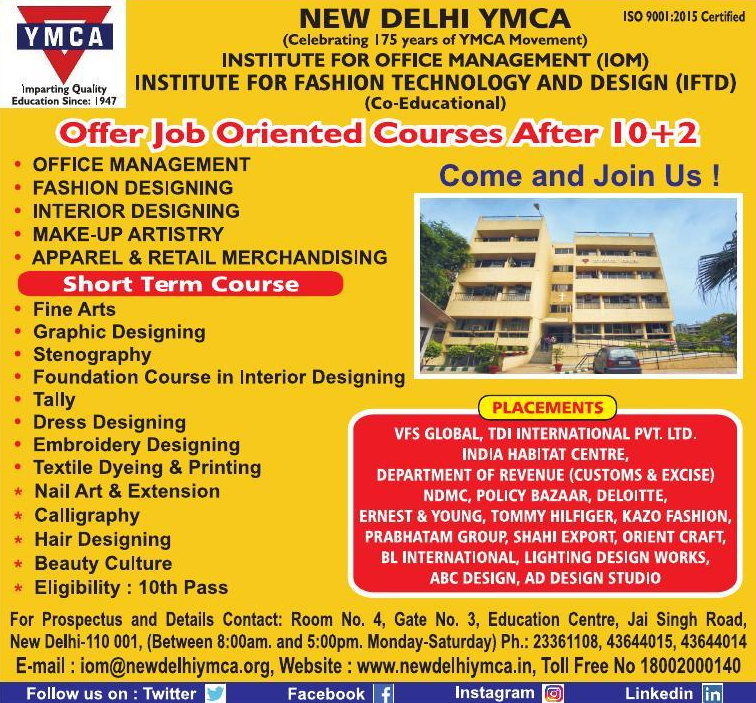 YMCA
Imparting Quality
Education Since: 1947
NEW DELHI YMCA
ISO 9001:2015 Certified
(Celebrating 175 years of YMCA Movement)
INSTITUTE FOR OFFICE MANAGEMENT (IOM)
INSTITUTE FOR FASHION TECHNOLOGY AND DESIGN (IFTD)
(Co-Educational)
Offer Job Oriented Courses After 10+2
• OFFICE MANAGEMENT
• FASHION DESIGNING
• INTERIOR DESIGNING
• MAKE-UP ARTISTRY
• APPAREL & RETAIL MERCHANDISING
Come and Join Us !
Short Term Course
• Fine Arts
• Graphic Designing
• Stenography
• Foundation Course in Interior Designing
• Tally
• Dress Designing
• Embroidery Designing
• Textile Dyeing & Printing
* Nail Art & Extension
* Calligraphy
* Hair Designing
* Beauty Culture
* Eligibility : 10th Pass
PLACEMENTS
VFS GLOBAL, TDI INTERNATIONAL PVT. LTD.
INDIA HABITAT CENTRE,
DEPARTMENT OF REVENUE (CUSTOMS & EXCISE)
NDMC, POLICY BAZAAR, DELOITTE,
ERNEST & YOUNG, TOMMY HILFIGER, KAZO FASHION,
PRABHATAM GROUP, SHAHI EXPORT, ORIENT CRAFT,
BL INTERNATIONAL, LIGHTING DESIGN WORKS,
ABC DESIGN, AD DESIGN STUDIO
For Prospectus and Details Contact: Room No. 4, Gate No. 3, Education Centre, Jai Singh Road,
New Delhi-110 001, (Between 8:00am. and 5:00pm. Monday-Saturday) Ph.: 23361108, 43644015, 43644014
E-mail : iom@newdelhiymca.org, Website : www.newdelhiymca.in, Toll Free No 18002000140
Follow us on : Twitter Facebook Instagram Linkedin